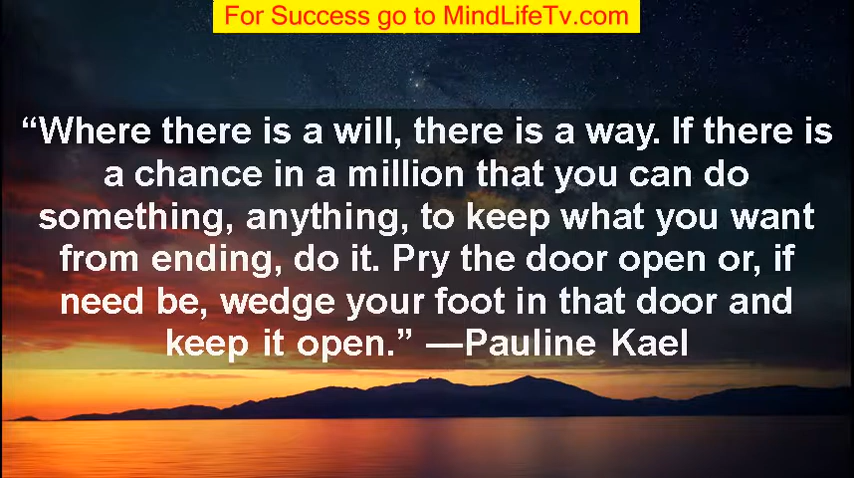 For Success go to MindLifeTv.com
“Where there is a will, there is a way. If there is
a chance in a million that you can do
something, anything, to keep what you want
from ending, do it. Pry the door open or, if
need be, wedge your foot in that door and
keep it open.” —Pauline Kael